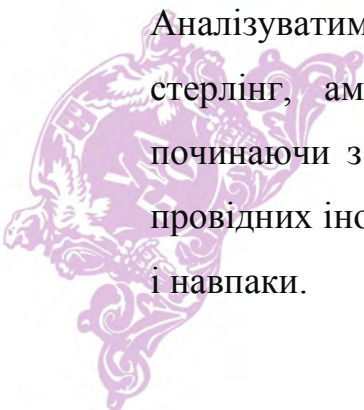 Аналізуватим
стерлінг, ам
починаючи з
провідних іно
і навпаки.